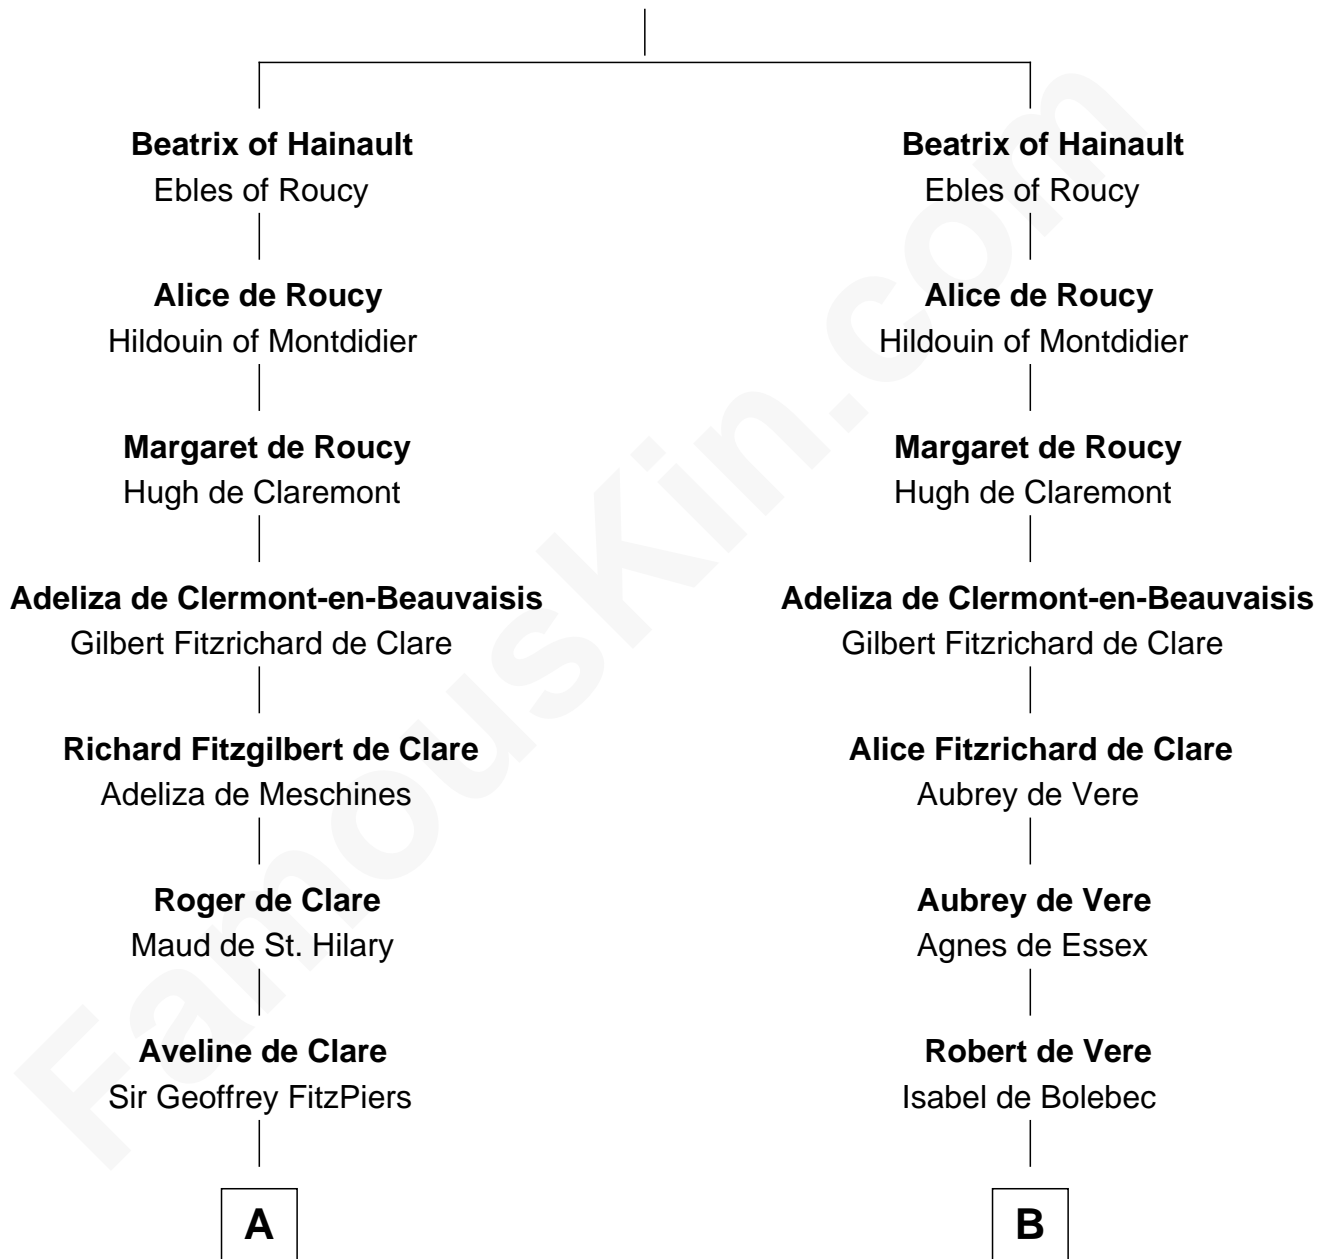 Beatrix of Hainault
Ebles of Roucy
Alice de Roucy
Hildouin of Montdidier
Margaret de Roucy
Hugh de Claremont
Adeliza de Clermont-en-Beauvaisis
Gilbert Fitzrichard de Clare
Richard Fitzgilbert de Clare
Adeliza de Meschines
Roger de Clare
Maud de St. Hilary
Aveline de Clare
Sir Geoffrey FitzPiers
A
Beatrix of Hainault
Ebles of Roucy
Alice de Roucy
Hildouin of Montdidier
Margaret de Roucy
Hugh de Claremont
Adeliza de Clermont-en-Beauvaisis
Gilbert Fitzrichard de Clare
Alice Fitzrichard de Clare
Aubrey de Vere
Aubrey de Vere
Agnes de Essex
Robert de Vere
Isabel de Bolebec
B
FamousKin.com